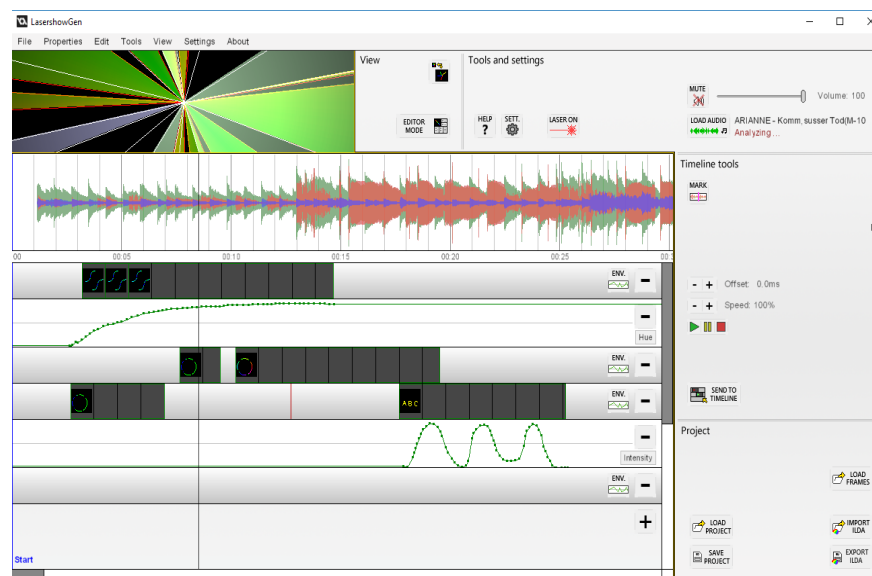 LasershowGen
File Properties Edit Tools View Settings About
View
EDITOR
MODE
Tools and settings
HELP
?
SETT.
LASER ON
MUTE
Volume: 100
LOAD AUDIO
ARIANNE - Komm, susser Tod(M-10
Analyzing ...
Timeline tools
MARK
00 00:05 00:10 00:15 00:20 00:25 00:3
ENV.
Hue
ENV.
ENV.
A B C
Intensity
ENV.
Start
- + Offset: 0.0ms
- + Speed: 100%
SEND TO
TIMELINE
Project
LOAD
FRAMES
LOAD
PROJECT
IMPORT
ILDA
SAVE
PROJECT
EXPORT
ILDA